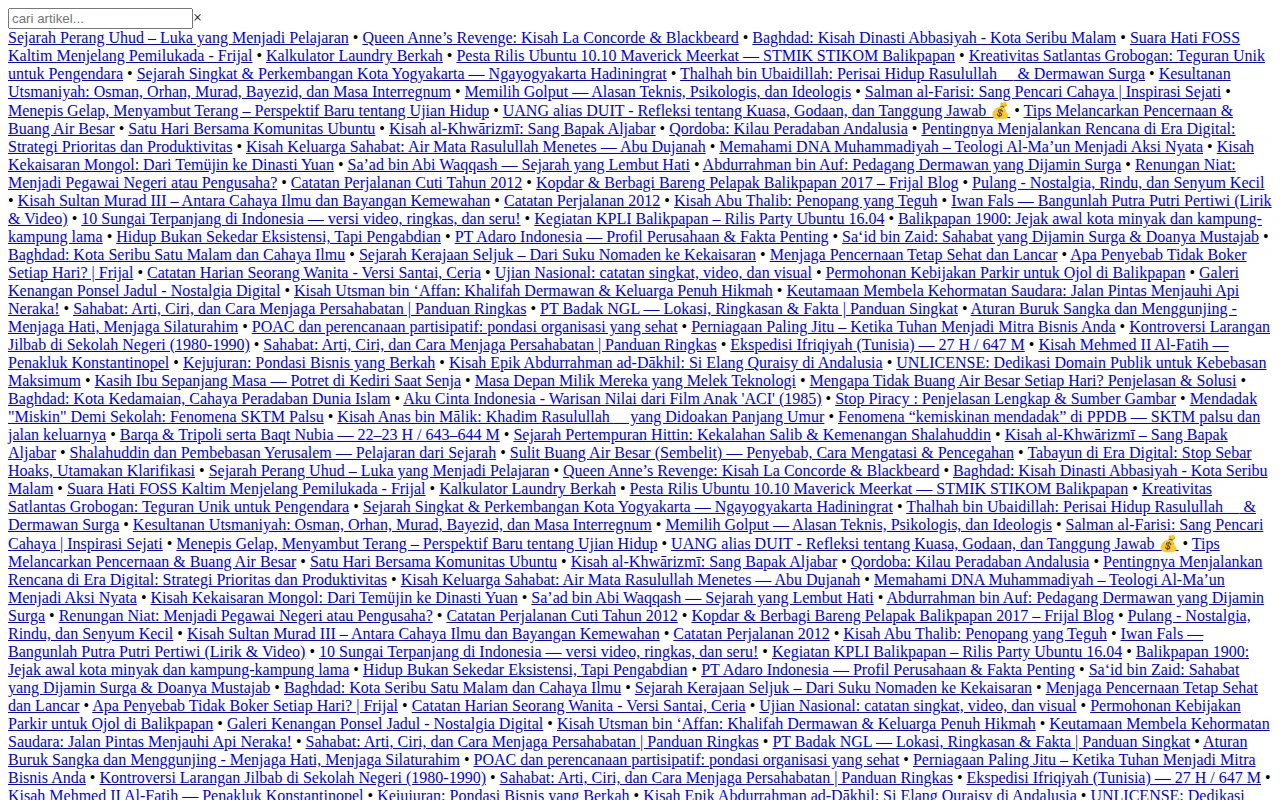 cari artikel... ×
Sejarah Perang Uhud – Luka yang Menjadi Pelajaran • Queen Anne’s Revenge: Kisah La Concorde & Blackbeard • Baghdad: Kisah Dinasti Abbasiyah - Kota Seribu Malam • Suara Hati FOSS
Kaltim Menjelang Pemilukada - Frijal • Kalkulator Laundry Berkah • Pesta Rilis Ubuntu 10.10 Maverick Meerkat — STMIK STIKOM Balikpapan • Kreativitas Satlantas Grobogan: Teguran Unik
untuk Pengendara • Sejarah Singkat & Perkembangan Kota Yogyakarta — Ngayogyakarta Hadiningrat • Thalhah bin Ubaidillah: Perisai Hidup Rasulullah & Dermawan Surga • Kesultanan
Utsmaniyah: Osman, Orhan, Murad, Bayezid, dan Masa Interregnum • Memilih Golput — Alasan Teknis, Psikologis, dan Ideologis • Salman al-Farisi: Sang Pencari Cahaya | Inspirasi Sejati •
Menepis Gelap, Menyambut Terang – Perspektif Baru tentang Ujian Hidup • UANG alias DUIT - Refleksi tentang Kuasa, Godaan, dan Tanggung Jawab 💰 • Tips Melancarkan Pencernaan &
Buang Air Besar • Satu Hari Bersama Komunitas Ubuntu • Kisah al-Khwārizmī: Sang Bapak Aljabar • Qordoba: Kilau Peradaban Andalusia • Pentingnya Menjalankan Rencana di Era Digital:
Strategi Prioritas dan Produktivitas • Kisah Keluarga Sahabat: Air Mata Rasulullah Menetes — Abu Dujanah • Memahami DNA Muhammadiyah – Teologi Al-Ma’un Menjadi Aksi Nyata • Kisah
Kekaisaran Mongol: Dari Temüjin ke Dinasti Yuan • Sa’ad bin Abi Waqqash — Sejarah yang Lembut Hati • Abdurrahman bin Auf: Pedagang Dermawan yang Dijamin Surga • Renungan Niat:
Menjadi Pegawai Negeri atau Pengusaha? • Catatan Perjalanan Cuti Tahun 2012 • Kopdar & Berbagi Bareng Pelapak Balikpapan 2017 – Frijal Blog • Pulang - Nostalgia, Rindu, dan Senyum Kecil
• Kisah Sultan Murad III – Antara Cahaya Ilmu dan Bayangan Kemewahan • Catatan Perjalanan 2012 • Kisah Abu Thalib: Penopang yang Teguh • Iwan Fals — Bangunlah Putra Putri Pertiwi (Lirik
& Video) • 10 Sungai Terpanjang di Indonesia — versi video, ringkas, dan seru! • Kegiatan KPLI Balikpapan – Rilis Party Ubuntu 16.04 • Balikpapan 1900: Jejak awal kota minyak dan kampung-
kampung lama • Hidup Bukan Sekedar Eksistensi, Tapi Pengabdian • PT Adaro Indonesia — Profil Perusahaan & Fakta Penting • Sa‘id bin Zaid: Sahabat yang Dijamin Surga & Doanya Mustajab •
Baghdad: Kota Seribu Satu Malam dan Cahaya Ilmu • Sejarah Kerajaan Seljuk – Dari Suku Nomaden ke Kekaisaran • Menjaga Pencernaan Tetap Sehat dan Lancar • Apa Penyebab Tidak Boker
Setiap Hari? | Frijal • Catatan Harian Seorang Wanita - Versi Santai, Ceria • Ujian Nasional: catatan singkat, video, dan visual • Permohonan Kebijakan Parkir untuk Ojol di Balikpapan • Galeri
Kenangan Ponsel Jadul - Nostalgia Digital • Kisah Utsman bin ‘Affan: Khalifah Dermawan & Keluarga Penuh Hikmah • Keutamaan Membela Kehormatan Saudara: Jalan Pintas Menjauhi Api
Neraka! • Sahabat: Arti, Ciri, dan Cara Menjaga Persahabatan | Panduan Ringkas • PT Badak NGL — Lokasi, Ringkasan & Fakta | Panduan Singkat • Aturan Buruk Sangka dan Menggunjing -
Menjaga Hati, Menjaga Silaturahim • POAC dan perencanaan partisipatif: pondasi organisasi yang sehat • Perniagaan Paling Jitu – Ketika Tuhan Menjadi Mitra Bisnis Anda • Kontroversi Larangan
Jilbab di Sekolah Negeri (1980-1990) • Sahabat: Arti, Ciri, dan Cara Menjaga Persahabatan | Panduan Ringkas • Ekspedisi Ifriqiyah (Tunisia) — 27 H / 647 M • Kisah Mehmed II Al-Fatih —
Penakluk Konstantinopel • Kejujuran: Pondasi Bisnis yang Berkah • Kisah Epik Abdurrahman ad-Dākhil: Si Elang Quraisy di Andalusia • UNLICENSE: Dedikasi Domain Publik untuk Kebebasan
Maksimum • Kasih Ibu Sepanjang Masa — Potret di Kediri Saat Senja • Masa Depan Milik Mereka yang Melek Teknologi • Mengapa Tidak Buang Air Besar Setiap Hari? Penjelasan & Solusi •
Baghdad: Kota Kedamaian, Cahaya Peradaban Dunia Islam • Aku Cinta Indonesia - Warisan Nilai dari Film Anak 'ACI' (1985) • Stop Piracy : Penjelasan Lengkap & Sumber Gambar • Mendadak
"Miskin" Demi Sekolah: Fenomena SKTM Palsu • Kisah Anas bin Mālik: Khadim Rasulullah yang Didoakan Panjang Umur • Fenomena “kemiskinan mendadak” di PPDB — SKTM palsu dan
jalan keluarnya • Barqa & Tripoli serta Baqt Nubia — 22–23 H / 643–644 M • Sejarah Pertempuran Hittin: Kekalahan Salib & Kemenangan Shalahuddin • Kisah al-Khwārizmī – Sang Bapak
Aljabar • Shalahuddin dan Pembebasan Yerusalem — Pelajaran dari Sejarah • Sulit Buang Air Besar (Sembelit) — Penyebab, Cara Mengatasi & Pencegahan • Tabayun di Era Digital: Stop Sebar
Hoaks, Utamakan Klarifikasi • Sejarah Perang Uhud – Luka yang Menjadi Pelajaran • Queen Anne’s Revenge: Kisah La Concorde & Blackbeard • Baghdad: Kisah Dinasti Abbasiyah - Kota Seribu
Malam • Suara Hati FOSS Kaltim Menjelang Pemilukada - Frijal • Kalkulator Laundry Berkah • Pesta Rilis Ubuntu 10.10 Maverick Meerkat — STMIK STIKOM Balikpapan • Kreativitas
Satlantas Grobogan: Teguran Unik untuk Pengendara • Sejarah Singkat & Perkembangan Kota Yogyakarta — Ngayogyakarta Hadiningrat • Thalhah bin Ubaidillah: Perisai Hidup Rasulullah &
Dermawan Surga • Kesultanan Utsmaniyah: Osman, Orhan, Murad, Bayezid, dan Masa Interregnum • Memilih Golput — Alasan Teknis, Psikologis, dan Ideologis • Salman al-Farisi: Sang Pencari
Cahaya | Inspirasi Sejati • Menepis Gelap, Menyambut Terang – Perspektif Baru tentang Ujian Hidup • UANG alias DUIT - Refleksi tentang Kuasa, Godaan, dan Tanggung Jawab 💰 • Tips
Melancarkan Pencernaan & Buang Air Besar • Satu Hari Bersama Komunitas Ubuntu • Kisah al-Khwārizmī: Sang Bapak Aljabar • Qordoba: Kilau Peradaban Andalusia • Pentingnya Menjalankan
Rencana di Era Digital: Strategi Prioritas dan Produktivitas • Kisah Keluarga Sahabat: Air Mata Rasulullah Menetes — Abu Dujanah • Memahami DNA Muhammadiyah – Teologi Al-Ma’un
Menjadi Aksi Nyata • Kisah Kekaisaran Mongol: Dari Temüjin ke Dinasti Yuan • Sa’ad bin Abi Waqqash — Sejarah yang Lembut Hati • Abdurrahman bin Auf: Pedagang Dermawan yang Dijamin
Surga • Renungan Niat: Menjadi Pegawai Negeri atau Pengusaha? • Catatan Perjalanan Cuti Tahun 2012 • Kopdar & Berbagi Bareng Pelapak Balikpapan 2017 – Frijal Blog • Pulang - Nostalgia,
Rindu, dan Senyum Kecil • Kisah Sultan Murad III – Antara Cahaya Ilmu dan Bayangan Kemewahan • Catatan Perjalanan 2012 • Kisah Abu Thalib: Penopang yang Teguh • Iwan Fals —
Bangunlah Putra Putri Pertiwi (Lirik & Video) • 10 Sungai Terpanjang di Indonesia — versi video, ringkas, dan seru! • Kegiatan KPLI Balikpapan – Rilis Party Ubuntu 16.04 • Balikpapan 1900:
Jejak awal kota minyak dan kampung-kampung lama • Hidup Bukan Sekedar Eksistensi, Tapi Pengabdian • PT Adaro Indonesia — Profil Perusahaan & Fakta Penting • Sa‘id bin Zaid: Sahabat
yang Dijamin Surga & Doanya Mustajab • Baghdad: Kota Seribu Satu Malam dan Cahaya Ilmu • Sejarah Kerajaan Seljuk – Dari Suku Nomaden ke Kekaisaran • Menjaga Pencernaan Tetap Sehat
dan Lancar • Apa Penyebab Tidak Boker Setiap Hari? | Frijal • Catatan Harian Seorang Wanita - Versi Santai, Ceria • Ujian Nasional: catatan singkat, video, dan visual • Permohonan Kebijakan
Parkir untuk Ojol di Balikpapan • Galeri Kenangan Ponsel Jadul - Nostalgia Digital • Kisah Utsman bin ‘Affan: Khalifah Dermawan & Keluarga Penuh Hikmah • Keutamaan Membela Kehormatan
Saudara: Jalan Pintas Menjauhi Api Neraka! • Sahabat: Arti, Ciri, dan Cara Menjaga Persahabatan | Panduan Ringkas • PT Badak NGL — Lokasi, Ringkasan & Fakta | Panduan Singkat • Aturan
Buruk Sangka dan Menggunjing - Menjaga Hati, Menjaga Silaturahim • POAC dan perencanaan partisipatif: pondasi organisasi yang sehat • Perniagaan Paling Jitu – Ketika Tuhan Menjadi Mitra
Bisnis Anda • Kontroversi Larangan Jilbab di Sekolah Negeri (1980-1990) • Sahabat: Arti, Ciri, dan Cara Menjaga Persahabatan | Panduan Ringkas • Ekspedisi Ifriqiyah (Tunisia) — 27 H / 647 M •
Kisah Mehmed II Al-Fatih — Penakluk Konstantinopel • Kejujuran: Pondasi Bisnis yang Berkah • Kisah Epik Abdurrahman ad-Dākhil: Si Elang Quraisy di Andalusia • UNLICENSE: Dedikasi